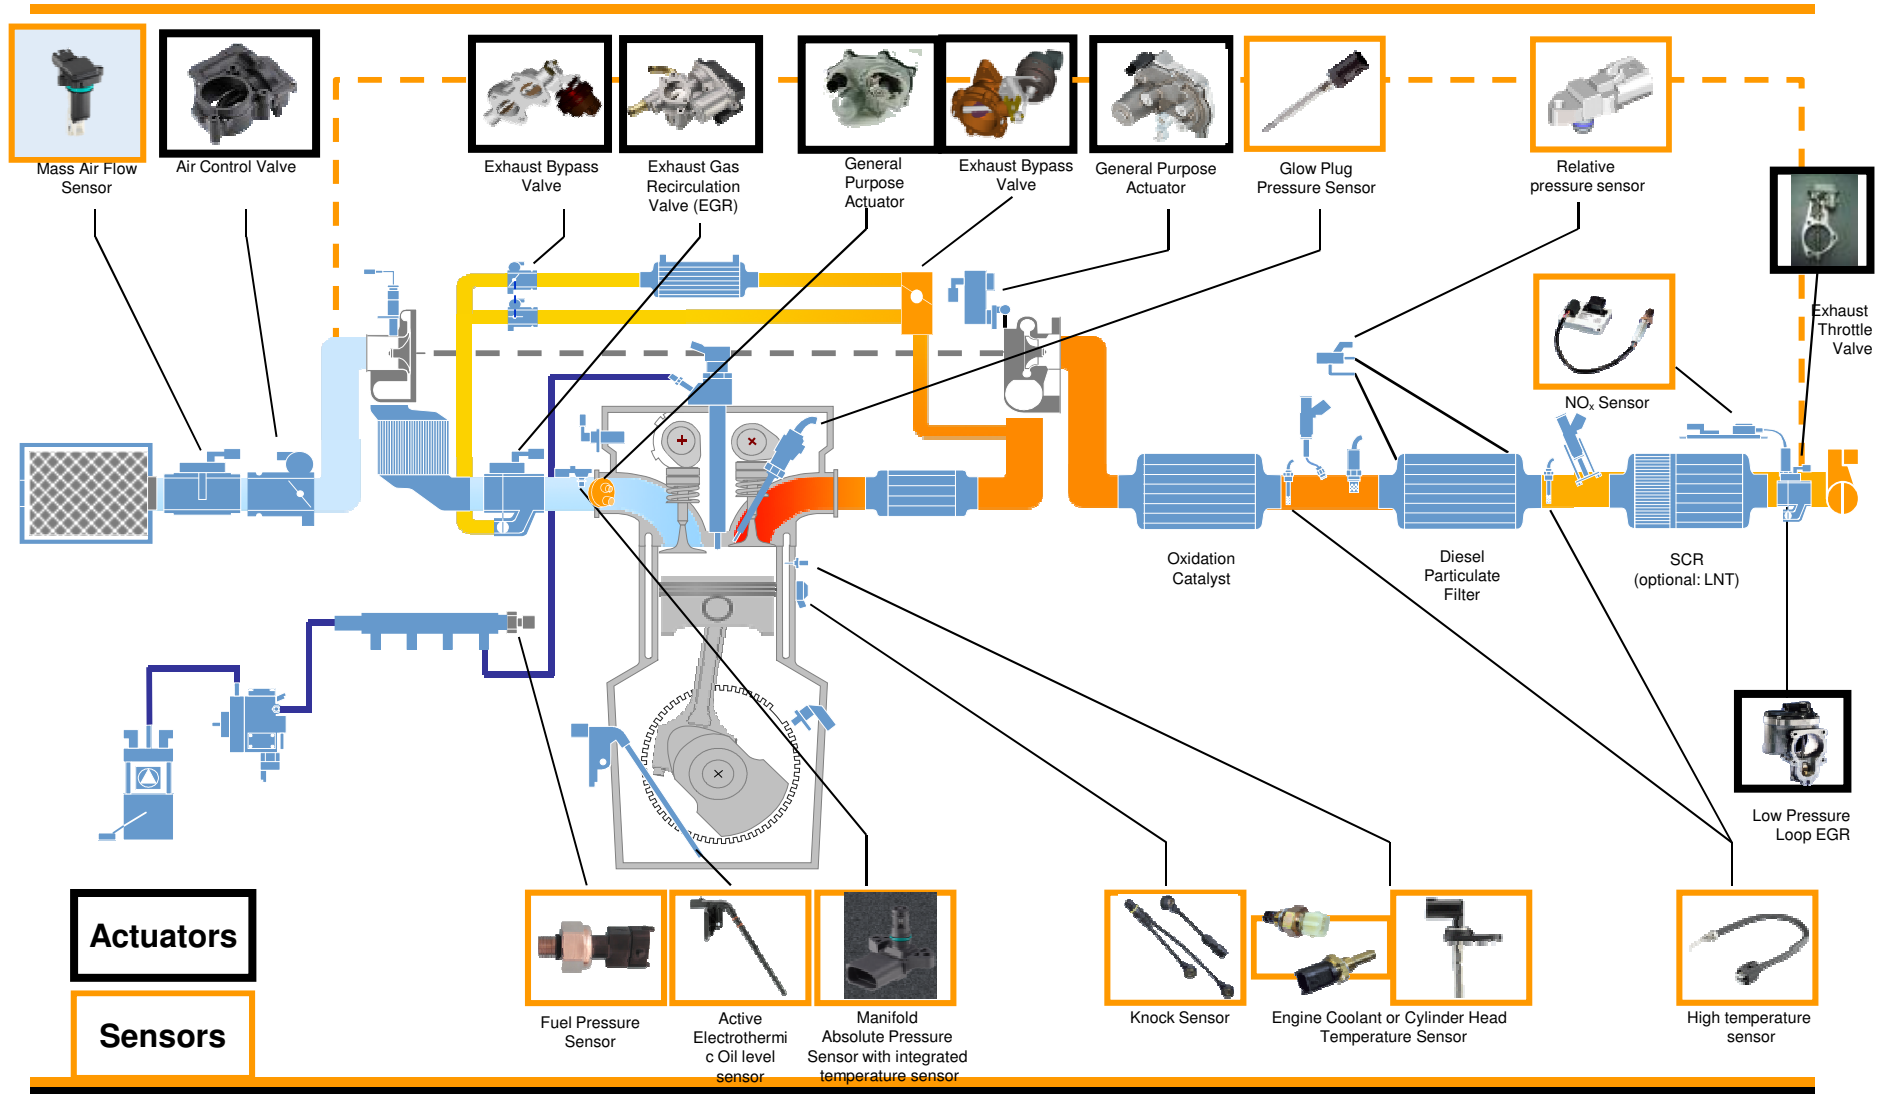 Mass Air Flow
Sensor
Air Control Valve
Exhaust Bypass
Valve
Exhaust Gas
Recirculation
Valve (EGR)
General
Purpose
Actuator
Exhaust Bypass
Valve
General Purpose
Actuator
Glow Plug
Pressure Sensor
Relative
pressure sensor
Exhaust
Throttle
Valve
NOx Sensor
Oxidation
Catalyst
Diesel
Particulate
Filter
SCR
(optional: LNT)
Low Pressure
Loop EGR
Actuators
Sensors
Fuel Pressure
Sensor
Active
Electrothermi
c Oil level
sensor
Manifold
Absolute Pressure
Sensor with integrated
temperature sensor
Knock Sensor
Engine Coolant or Cylinder Head
Temperature Sensor
High temperature
sensor